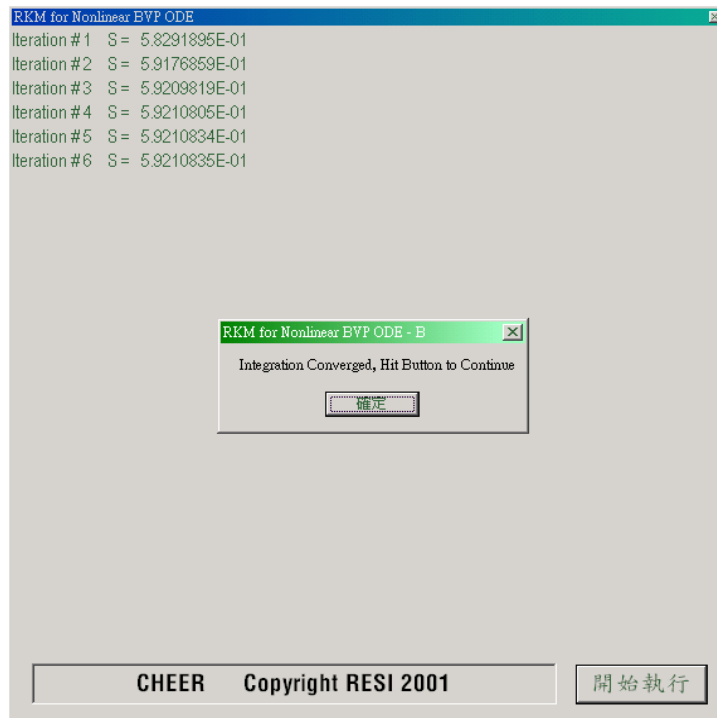 RKM for Nonlinear BVP ODE
Iteration #1 S = 5.8291895E-01
Iteration #2 S = 5.9176859E-01
Iteration #3 S = 5.9209819E-01
Iteration #4 S = 5.9210805E-01
Iteration #5 S = 5.9210834E-01
Iteration #6 S = 5.9210835E-01
RKM for Nonlinear BVP ODE - B
Integration Converged, Hit Button to Continue
確定
CHEER Copyright RESI 2001
開始執行